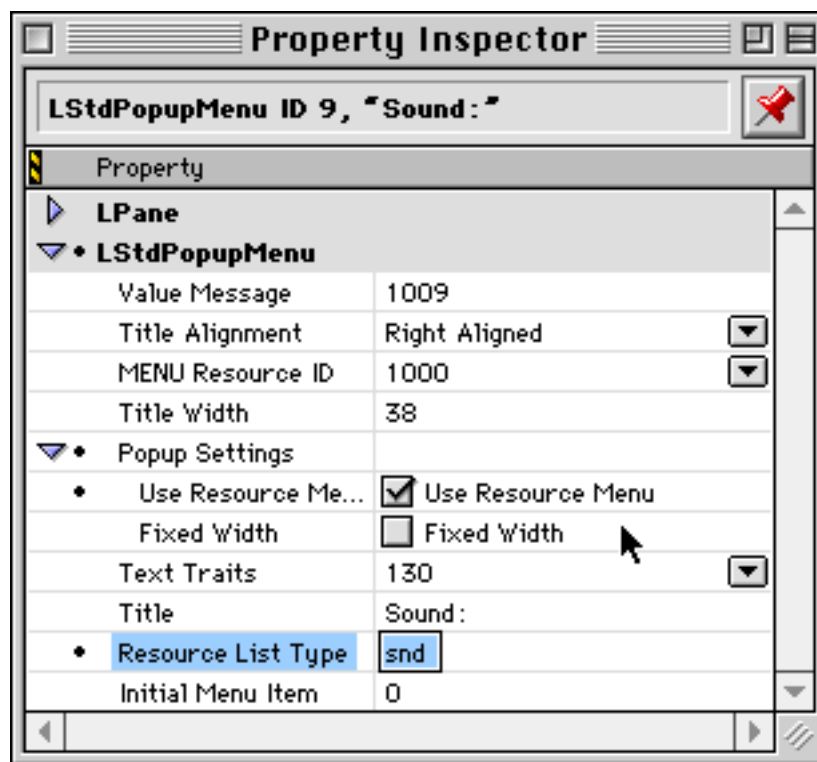 Property Inspector
LStdPopupMenu ID 9, "Sound:"
Property
LPane
• LStdPopupMenu
Value Message 1009
Title Alignment Right Aligned
MENU Resource ID 1000
Title Width 38
• Popup Settings
• Use Resource Me... Use Resource Menu
Fixed Width Fixed Width
Text Traits 130
Title Sound:
• Resource List Type snd
Initial Menu Item 0